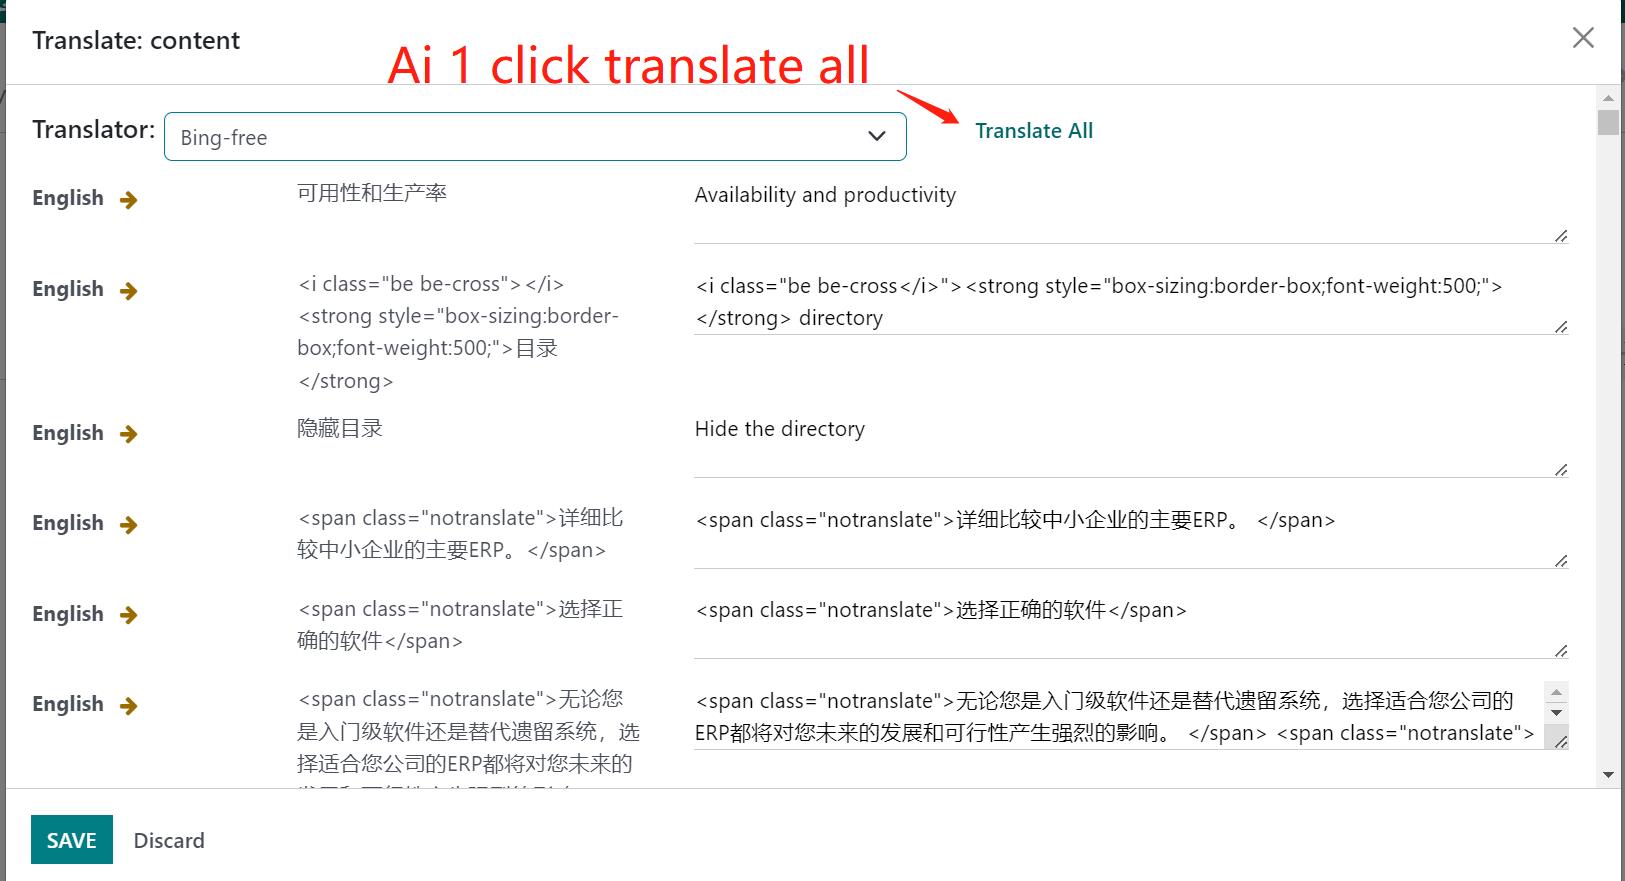 Translate: content
Ai 1 click translate all
Translator:
Bing-free
Translate All
English
可用性和生产率
Availability and productivity
English
<i class="be be-cross"></i>
<strong style="box-sizing:border-
box;font-weight:500;">目录
</strong>
<i class="be be-cross</i>"><strong style="box-sizing:border-box;font-weight:500;">
</strong> directory
English
隐藏目录
Hide the directory
English
<span class="notranslate">详细比
较中小企业的主要ERP。</span>
<span class="notranslate">详细比较中小企业的主要ERP。 </span>
English
<span class="notranslate">选择正
确的软件</span>
<span class="notranslate">选择正确的软件</span>
English
<span class="notranslate">无论您
是入门级软件还是替代遗留系统，选
择适合您公司的ERP都将对您未来的
<span class="notranslate">无论您是入门级软件还是替代遗留系统，选择适合您公司的
ERP都将对您未来的发展和可行性产生强烈的影响。 </span> <span class="notranslate">
SAVE
Discard